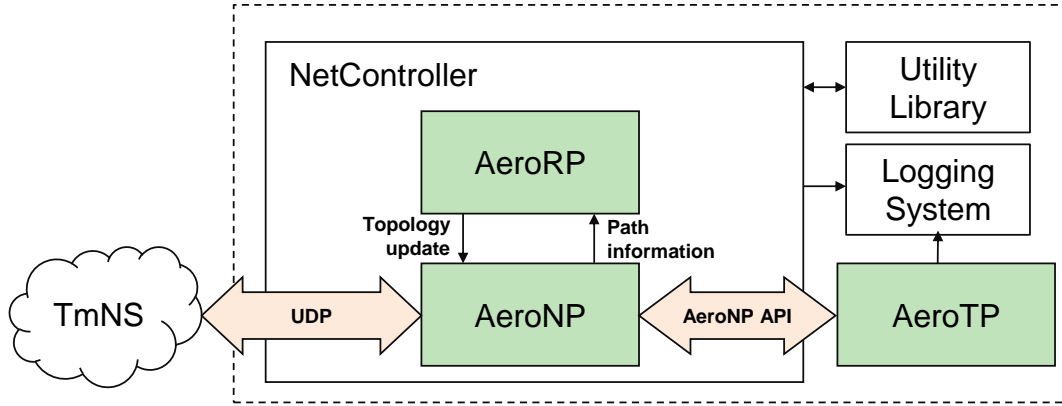 NetController
Utility
Library
AeroRP
Logging
System
Topology
update
Path
information
TmNS
UDP
AeroNP
AeroNP API
AeroTP